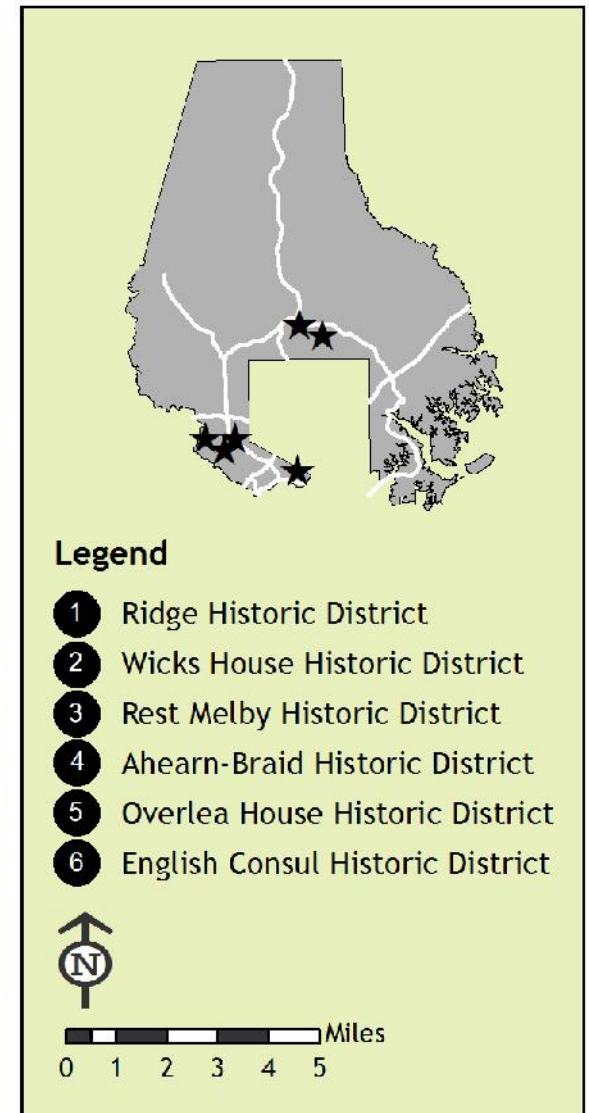 Legend
1 Ridge Historic District
2 Wicks House Historic District
3 Rest Melby Historic District
4 Ahearn-Braid Historic District
5 Overlea House Historic District
6 English Consul Historic District
N
Miles
0 1 2 3 4 5